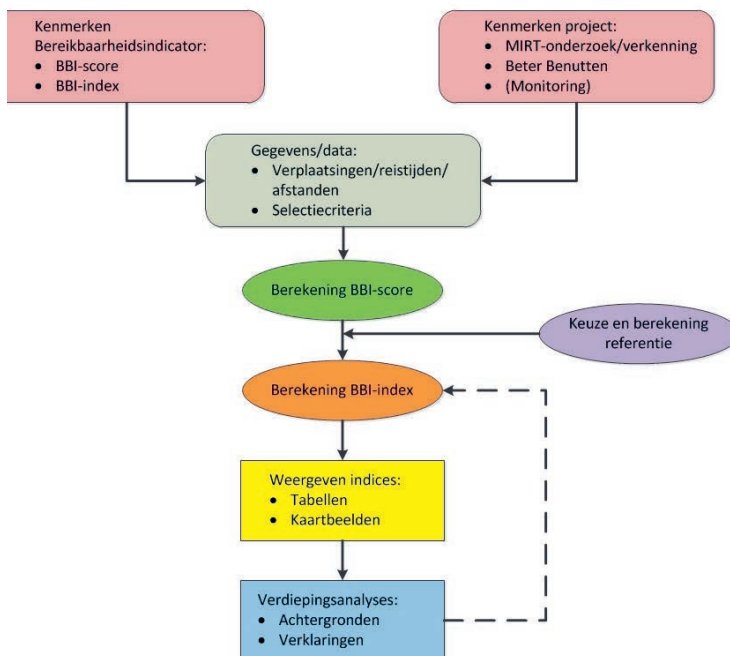 Kenmerken
Bereikbaarheidsindicator:
• BBI-score
• BBI-index
Kenmerken project:
• MIRT-onderzoek/verkenning
• Beter Benutten
• (Monitoring)
Gegevens/data:
• Verplaatsingen/reistijden/
afstanden
• Selectiecriteria
Berekening BBI-score
Keuze en berekening
referentie
Berekening BBI-index
Weergeven indices:
• Tabellen
• Kaartbeelden
Verdiepingsanalyses:
• Achtergronden
• Verklaringen